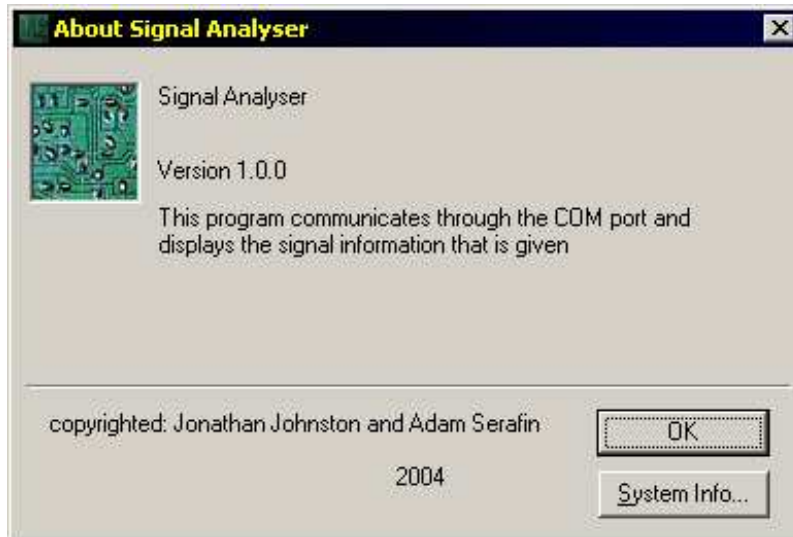 About Signal Analyser
Signal Analyser
Version 1.0.0
This program communicates through the COM port and
displays the signal information that is given
copyrighted: Jonathan Johnston and Adam Serafin
2004
OK
System Info...